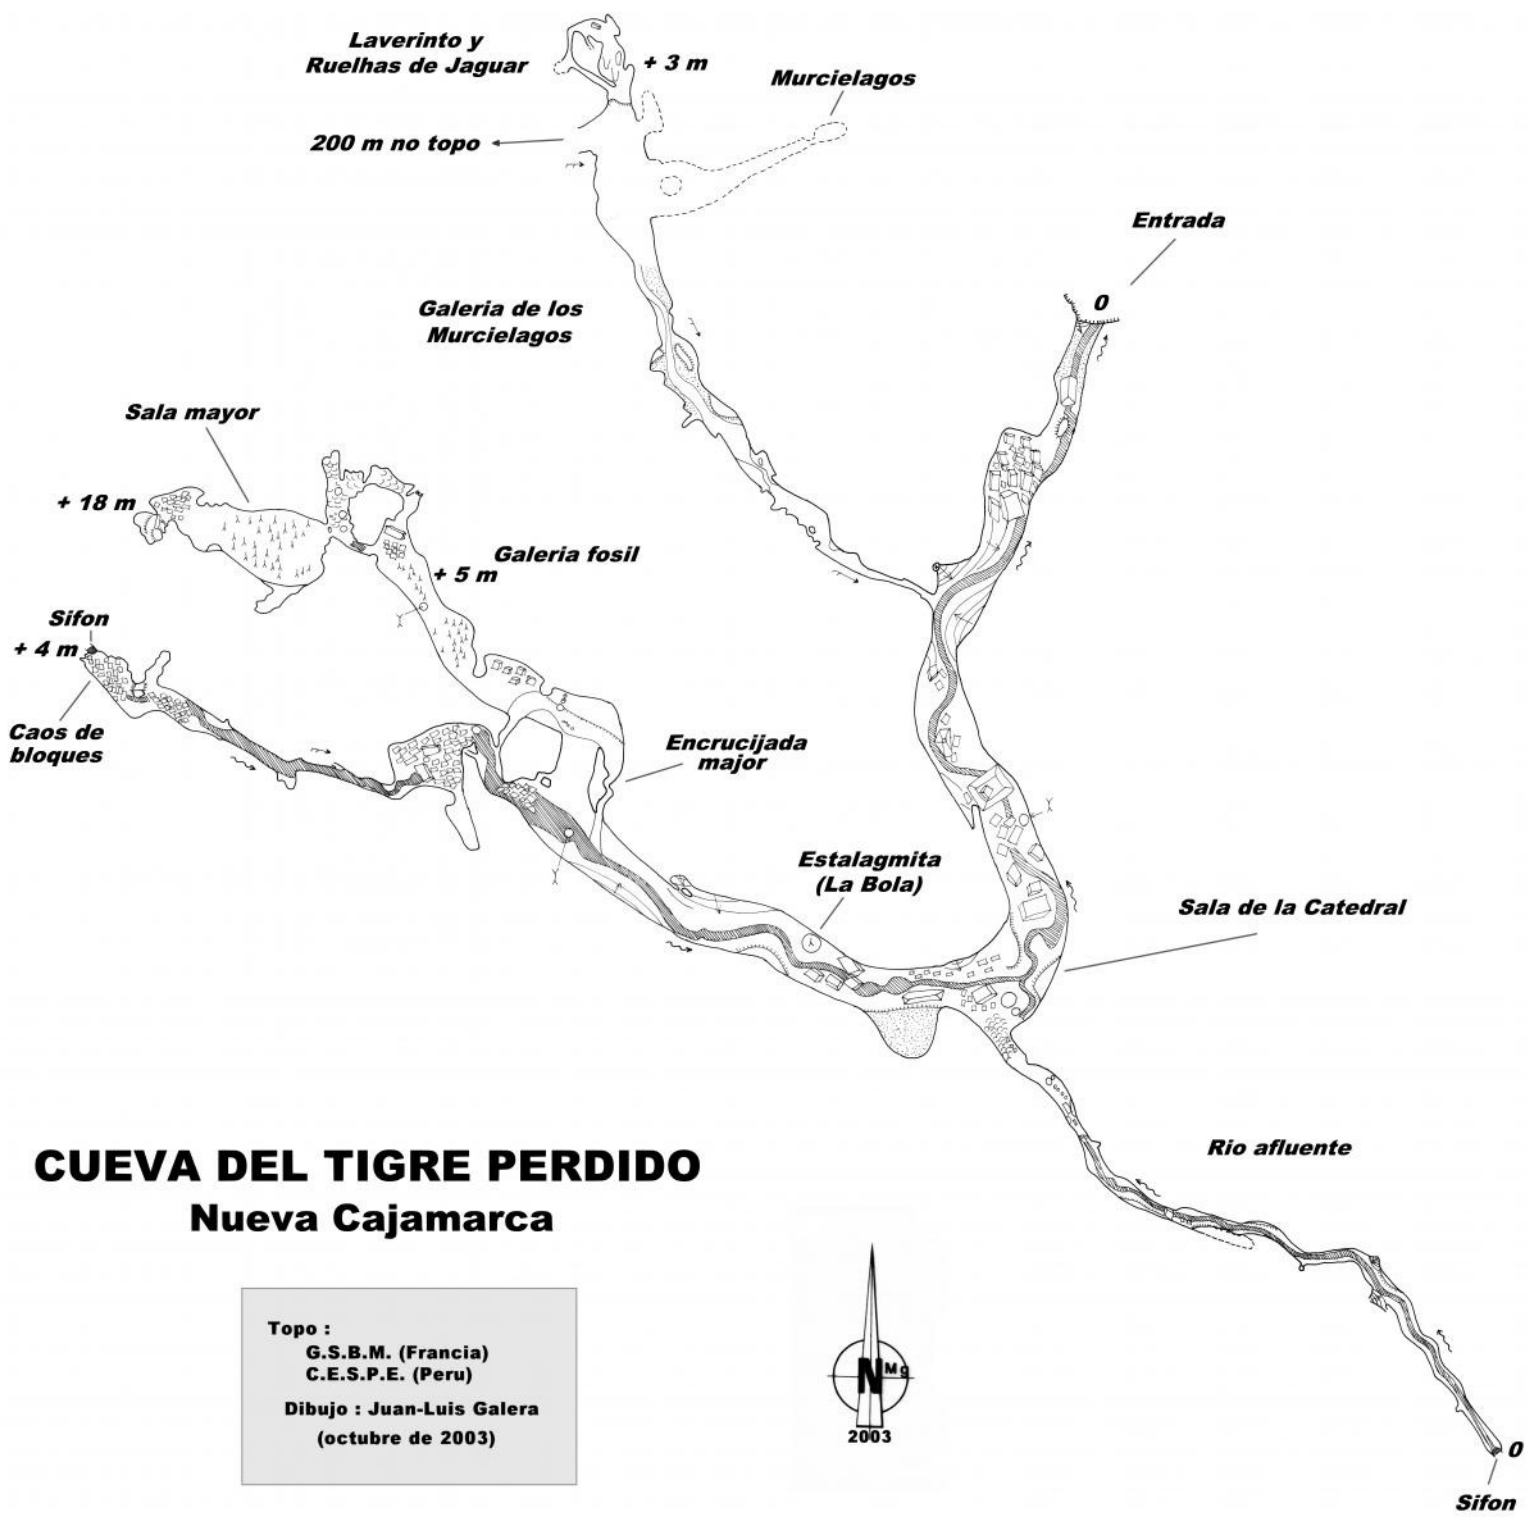 Laverinto y
Ruelhas de Jaguar
+ 3 m
Murcielagos
200 m no topo
Entrada
0
Galeria de los
Murcielagos
Sala mayor
+ 18 m
Galeria fosil
+ 5 m
Sifon
+ 4 m
Caos de
bloques
Encrucijada
major
Estalagmita
(La Bola)
Sala de la Catedral
Rio afluente
CUEVA DEL TIGRE PERDIDO
Nueva Cajamarca
Topo :
G.S.B.M. (Francia)
C.E.S.P.E. (Peru)
Dibujo : Juan-Luis Galera
(octubre de 2003)
N Mg
2003
0
Sifon